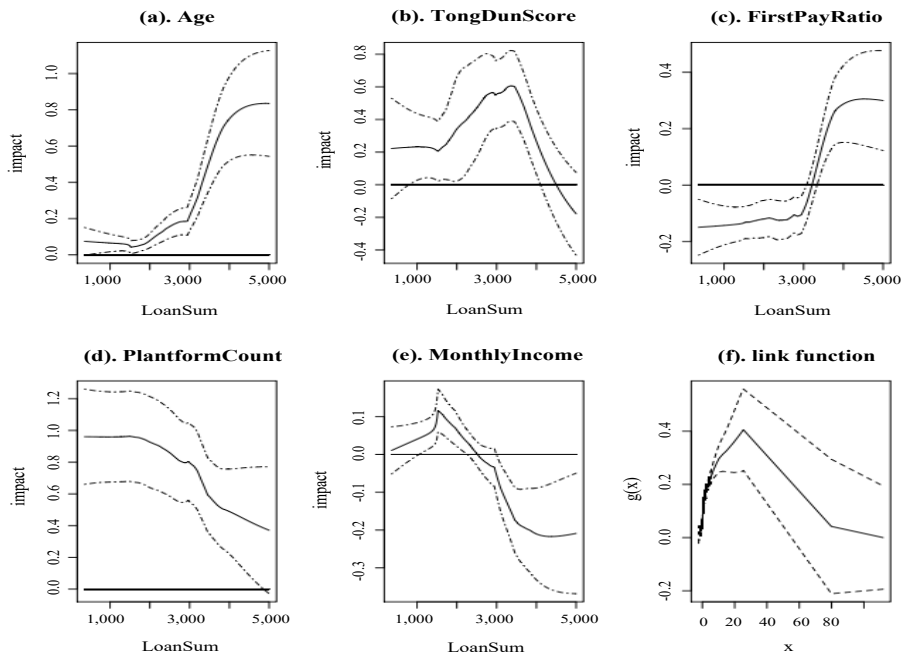 (a). Age
(b). TongDunScore
(c). FirstPayRatio
impact
0.0 0.2 0.4 0.6 0.8 1.0
1,000 3,000 5,000
LoanSum
impact
-0.4 -0.2 0.0 0.2 0.4 0.6 0.8
1,000 3,000 5,000
LoanSum
impact
-0.2 0.0 0.2 0.4
1,000 3,000 5,000
LoanSum
(d). PlantformCount
(e). MonthlyIncome
(f). link function
impact
0.0 0.2 0.4 0.6 0.8 1.0 1.2
1,000 3,000 5,000
LoanSum
impact
-0.3 -0.2 -0.1 0.0 0.1
1,000 3,000 5,000
LoanSum
g(x)
-0.2 0.0 0.2 0.4
0 20 40 60 80
x